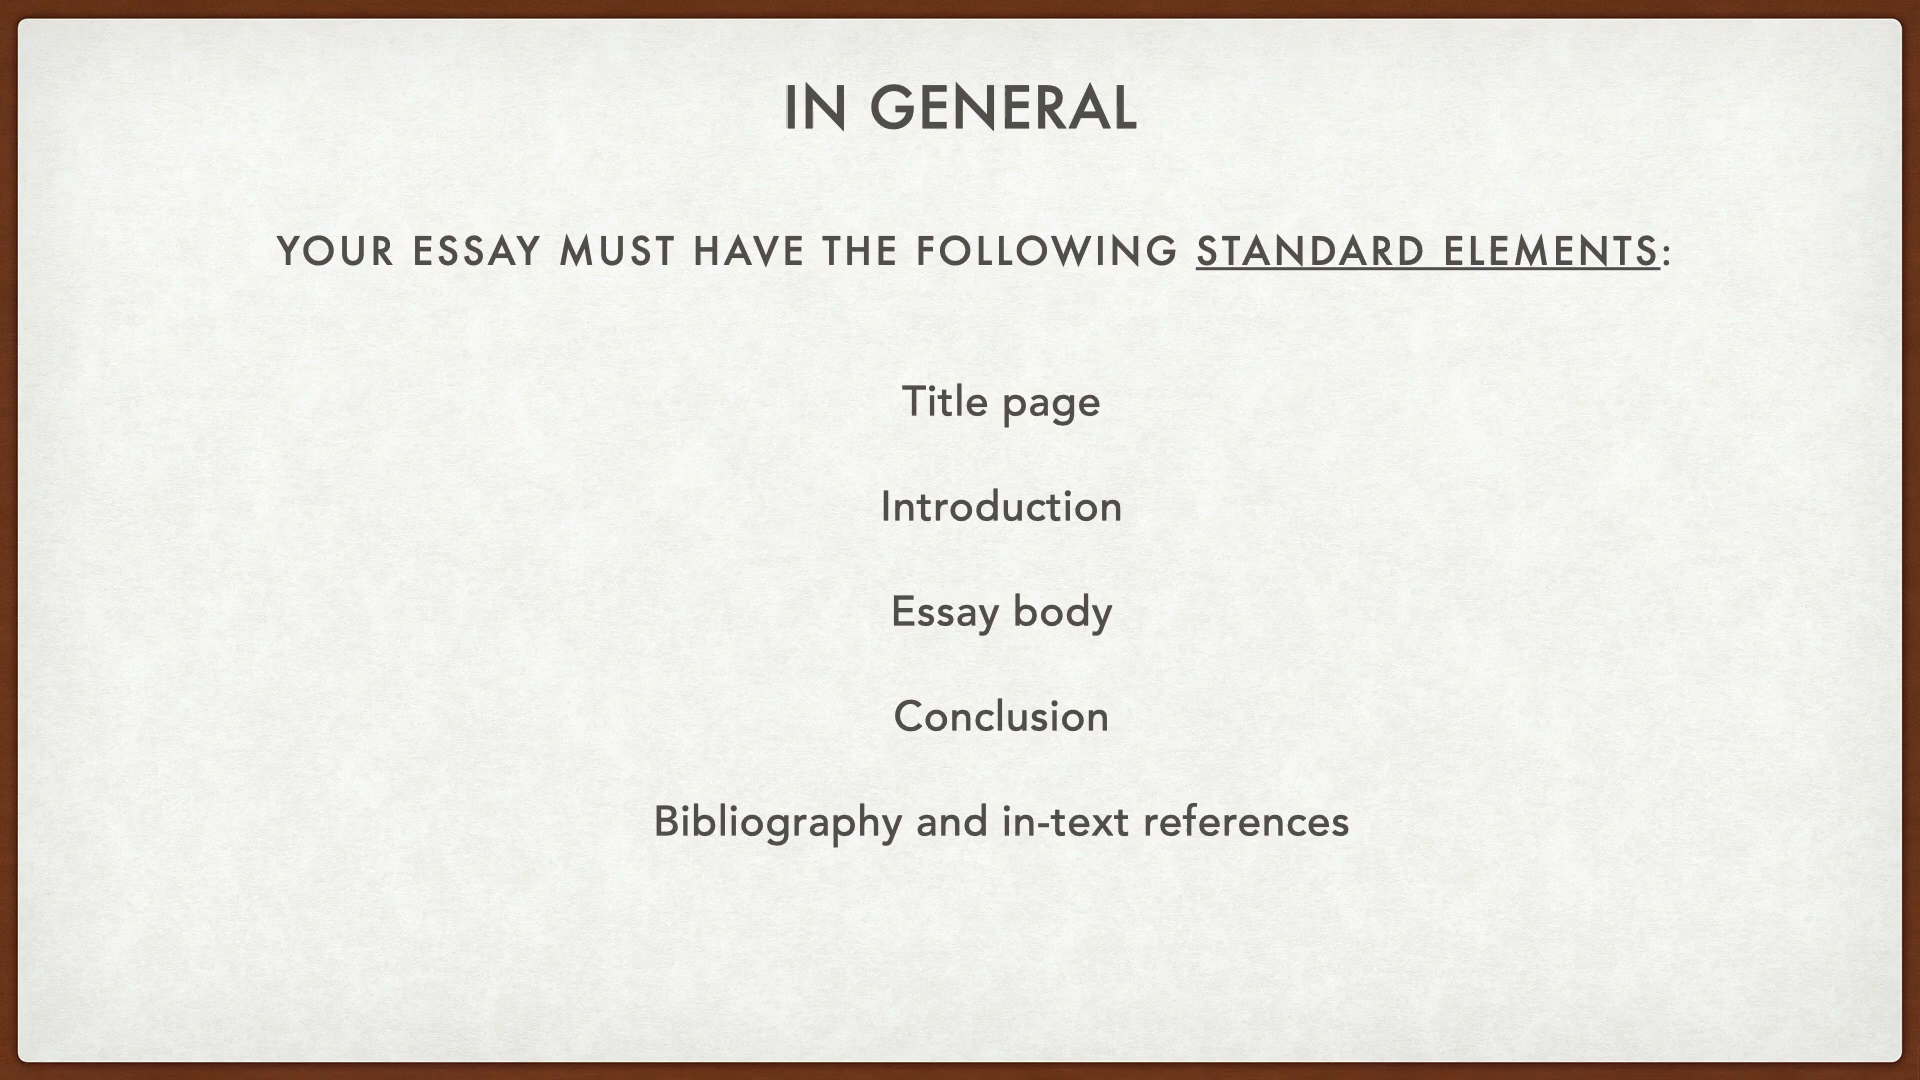 IN GENERAL
YOUR ESSAY MUST HAVE THE FOLLOWING STANDARD ELEMENTS:
Title page
Introduction
Essay body
Conclusion
Bibliography and in-text references